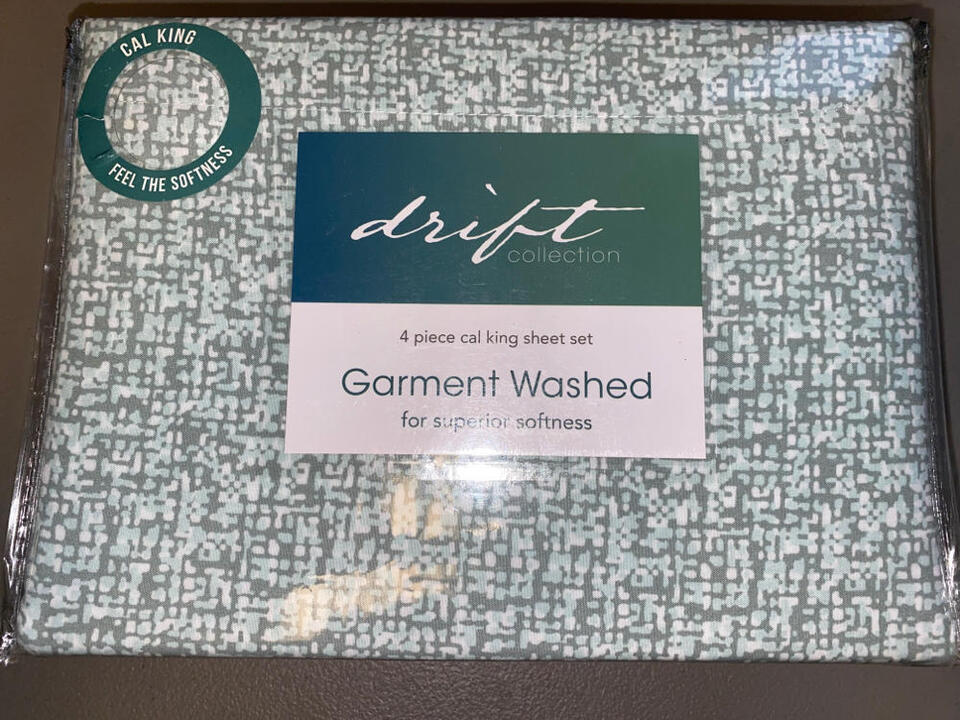 CAL KING
FEEL THE SOFTNESS
drift
collection
4 piece cal king sheet set
Garment Washed
for superior softness